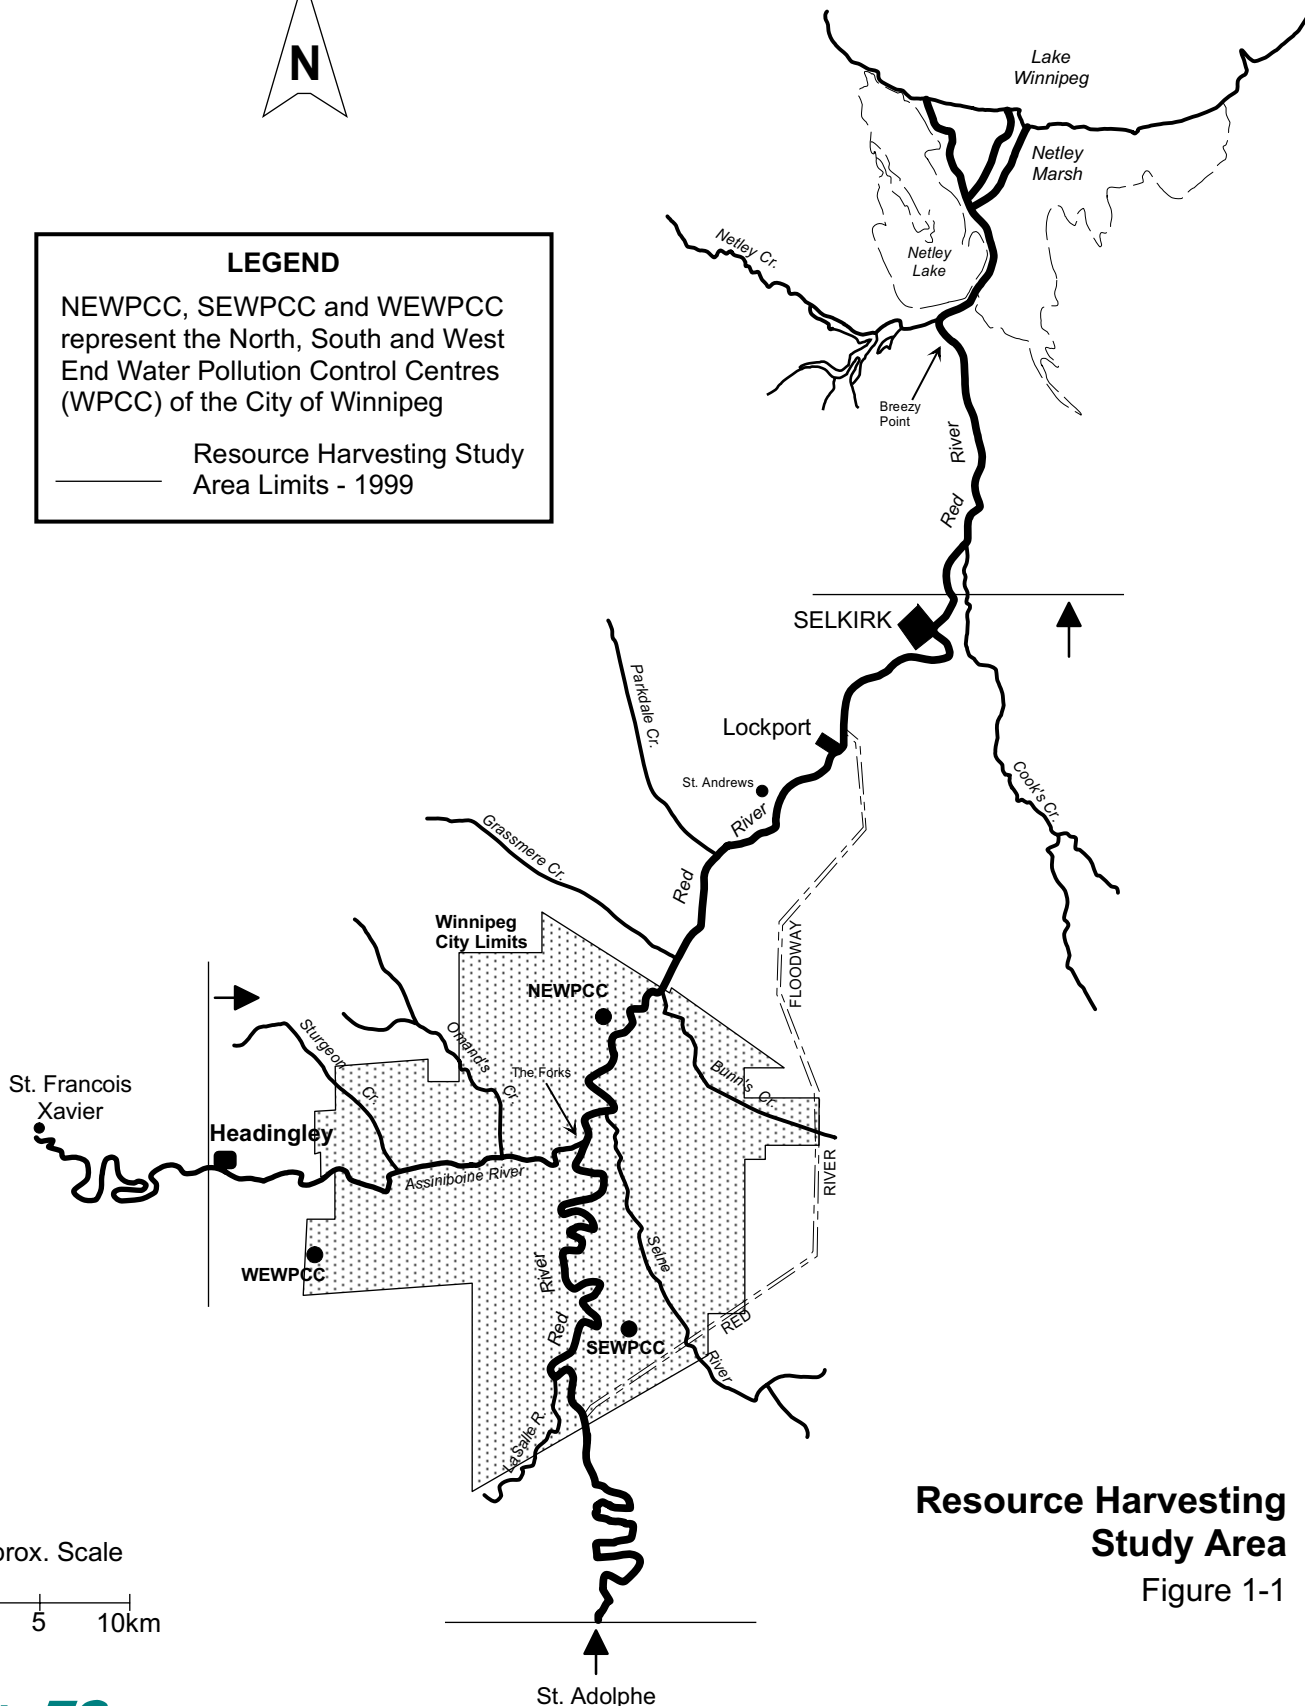 N
Lake
Winnipeg
Netley
Marsh
Netley Cr.
Netley
Lake
LEGEND
NEWPCC, SEWPCC and WEWPCC
represent the North, South and West
End Water Pollution Control Centres
(WPCC) of the City of Winnipeg
Resource Harvesting Study
Area Limits - 1999
Breezy
Point
Red River
SELKIRK
Parkdale Cr.
Lockport
St. Andrews
Cook's Cr.
Red River
Grassmere Cr.
Winnipeg
City Limits
FLOODWAY
NEWPCC
Sturgeon Cr.
Omand's Cr
The Forks
Bunn's Cr.
St. Francois
Xavier
Headingley
Assiniboine River
RIVER
Red River
Selne River
WEWPCC
RED
SEWPCC
LaSalle R.
Resource Harvesting
Study Area
Figure 1-1
Scale
5 10km
St. Adolphe